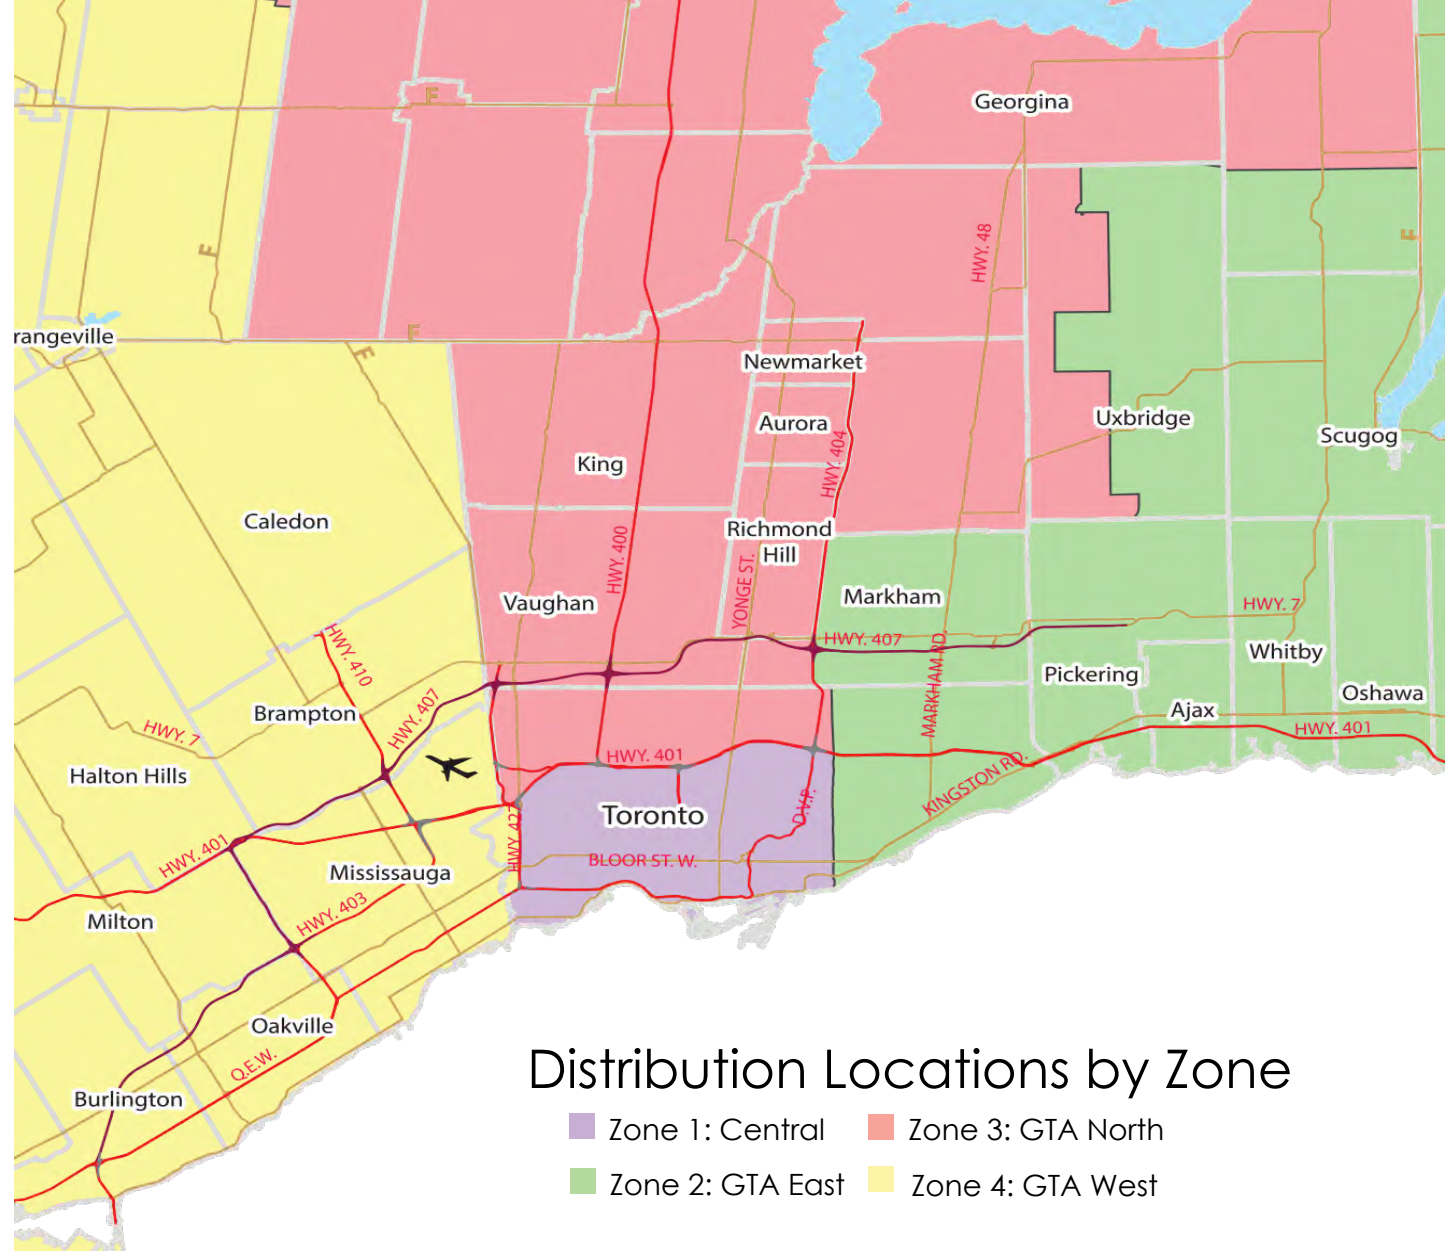 Georgina
HWY. 48
rangeville
Newmarket
Aurora
Uxbridge
Scugog
HWY. 404
King
Caledon
Richmond
Hill
HWY. 400
YONGE ST.
Vaughan
Markham
HWY. 7
HWY. 407
MARKHAM RD.
Whitby
HWY. 410
Pickering
Oshawa
Brampton
HWY. 407
Ajax
HWY. 7
HWY. 401
HWY. 401
Halton Hills
KINGSTON RD.
Toronto
D.V.P.
HWY. 427
HWY. 401
BLOOR ST. W.
Mississauga
HWY. 403
Milton
Oakville
Q.E.W.
Burlington
Distribution Locations by Zone
Zone 1: Central
Zone 3: GTA North
Zone 2: GTA East
Zone 4: GTA West